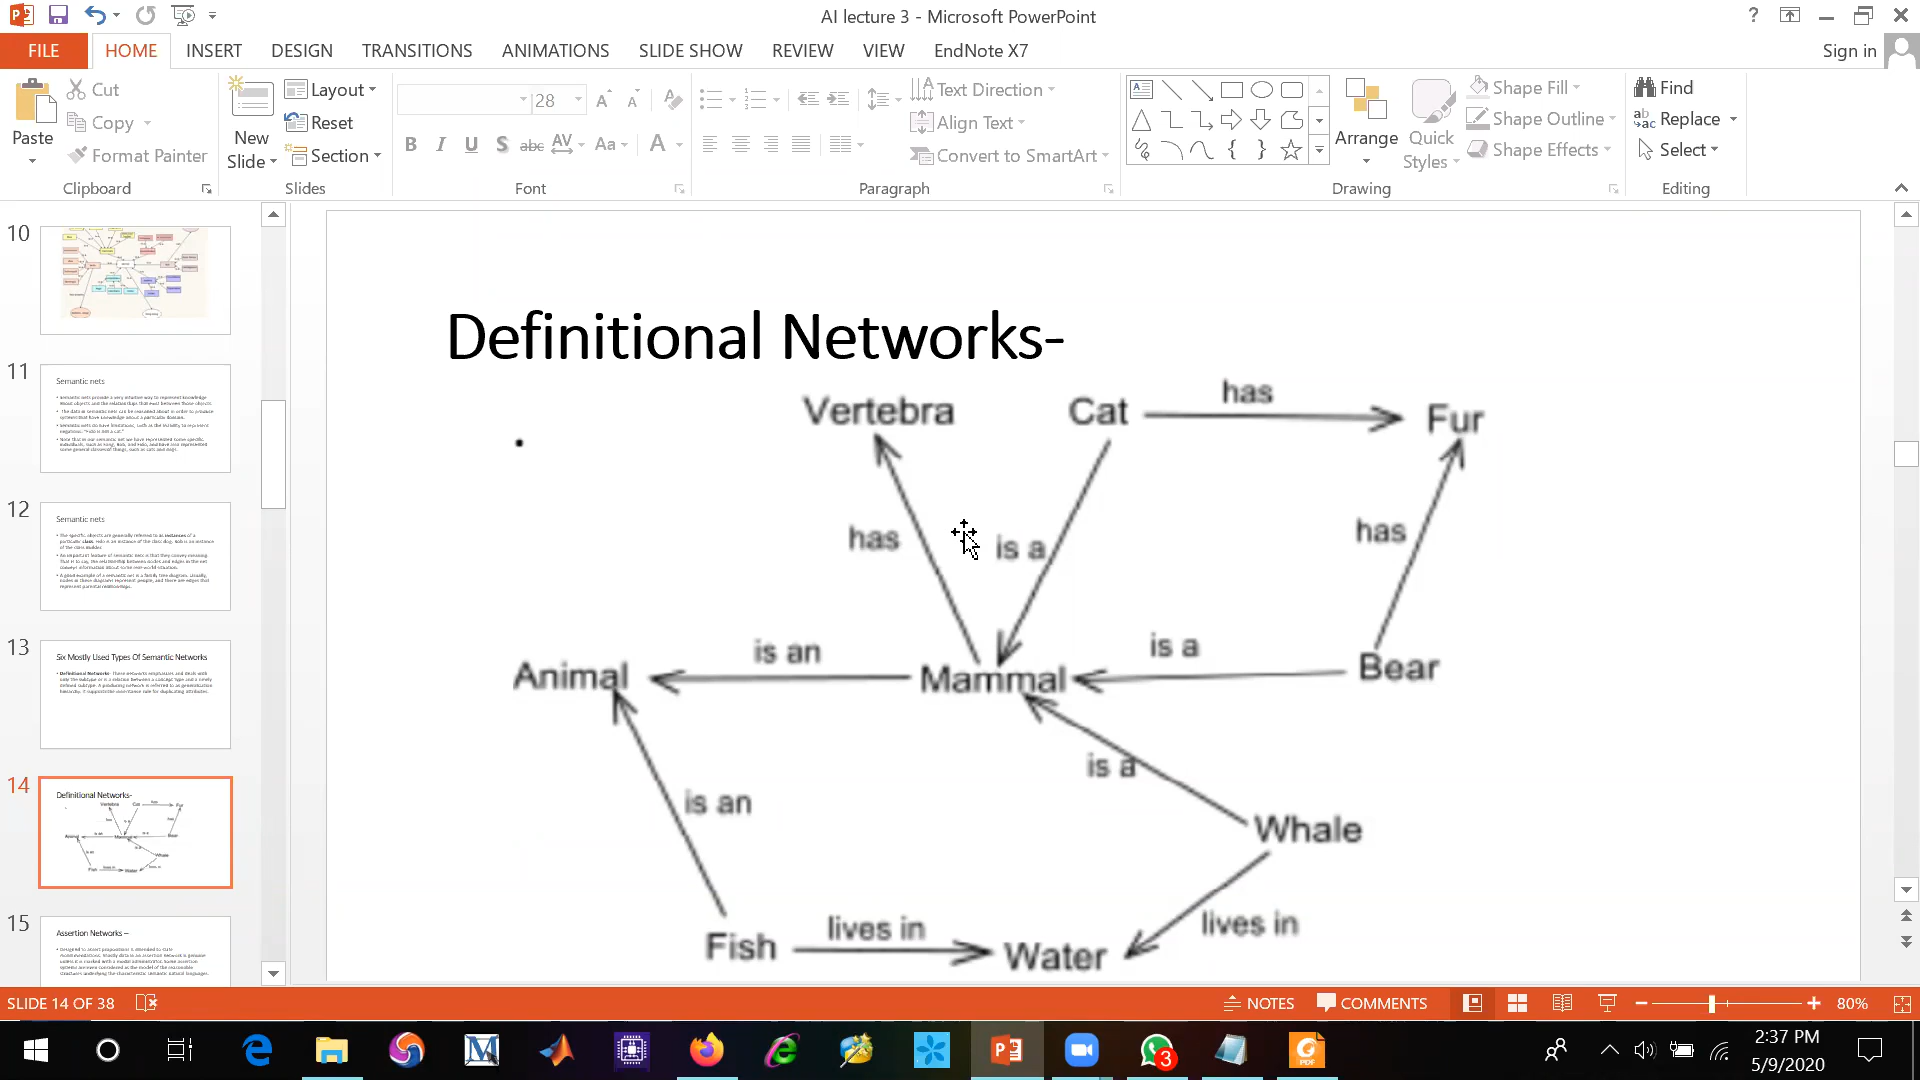 AI lecture 3 - Microsoft PowerPoint
?
FILE
HOME
INSERT
DESIGN
TRANSITIONS
ANIMATIONS
SLIDE SHOW
REVIEW
VIEW
EndNote X7
Sign in
Paste
Cut
Copy
Format Painter
Clipboard
New
Slide
Layout
Reset
Section
Slides
28
B I U S abc AV Aa A
Font
Text Direction
Align Text
Convert to SmartArt
Paragraph
Arrange
Quick
Styles
Shape Fill
Shape Outline
Shape Effects
Drawing
Find
Replace
Select
Editing
10
11
Semantic nets
12
Semantic nets
13
Six Mostly Used Types Of Semantic Networks
14
Definitional Networks-
15
Assertion Networks –
Definitional Networks-
•
Vertebra
Cat
has
Fur
has
is a
has
Animal
is an
Mammal
is a
Bear
is an
is a
Whale
Fish
lives in
Water
lives in
SLIDE 14 OF 38
NOTES
COMMENTS
80%
3
PDF
2:37 PM
5/9/2020